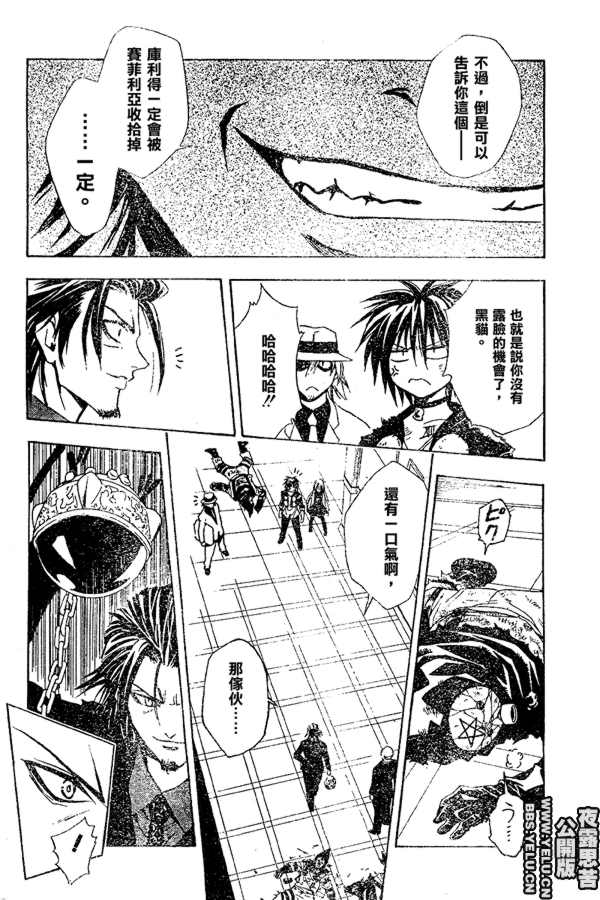 不過，倒是可以
告訴你這個——
庫利得一定會被
賽菲利亞收拾掉
……一定。
也就是說你沒有
露臉的機會了，
黑貓。
哈哈哈哈!!
ピク
う…
還有一口氣啊，
那傢伙……
…!
夜露思苦
公開版
WWW.YELU.CN
BBS.YELU.CN